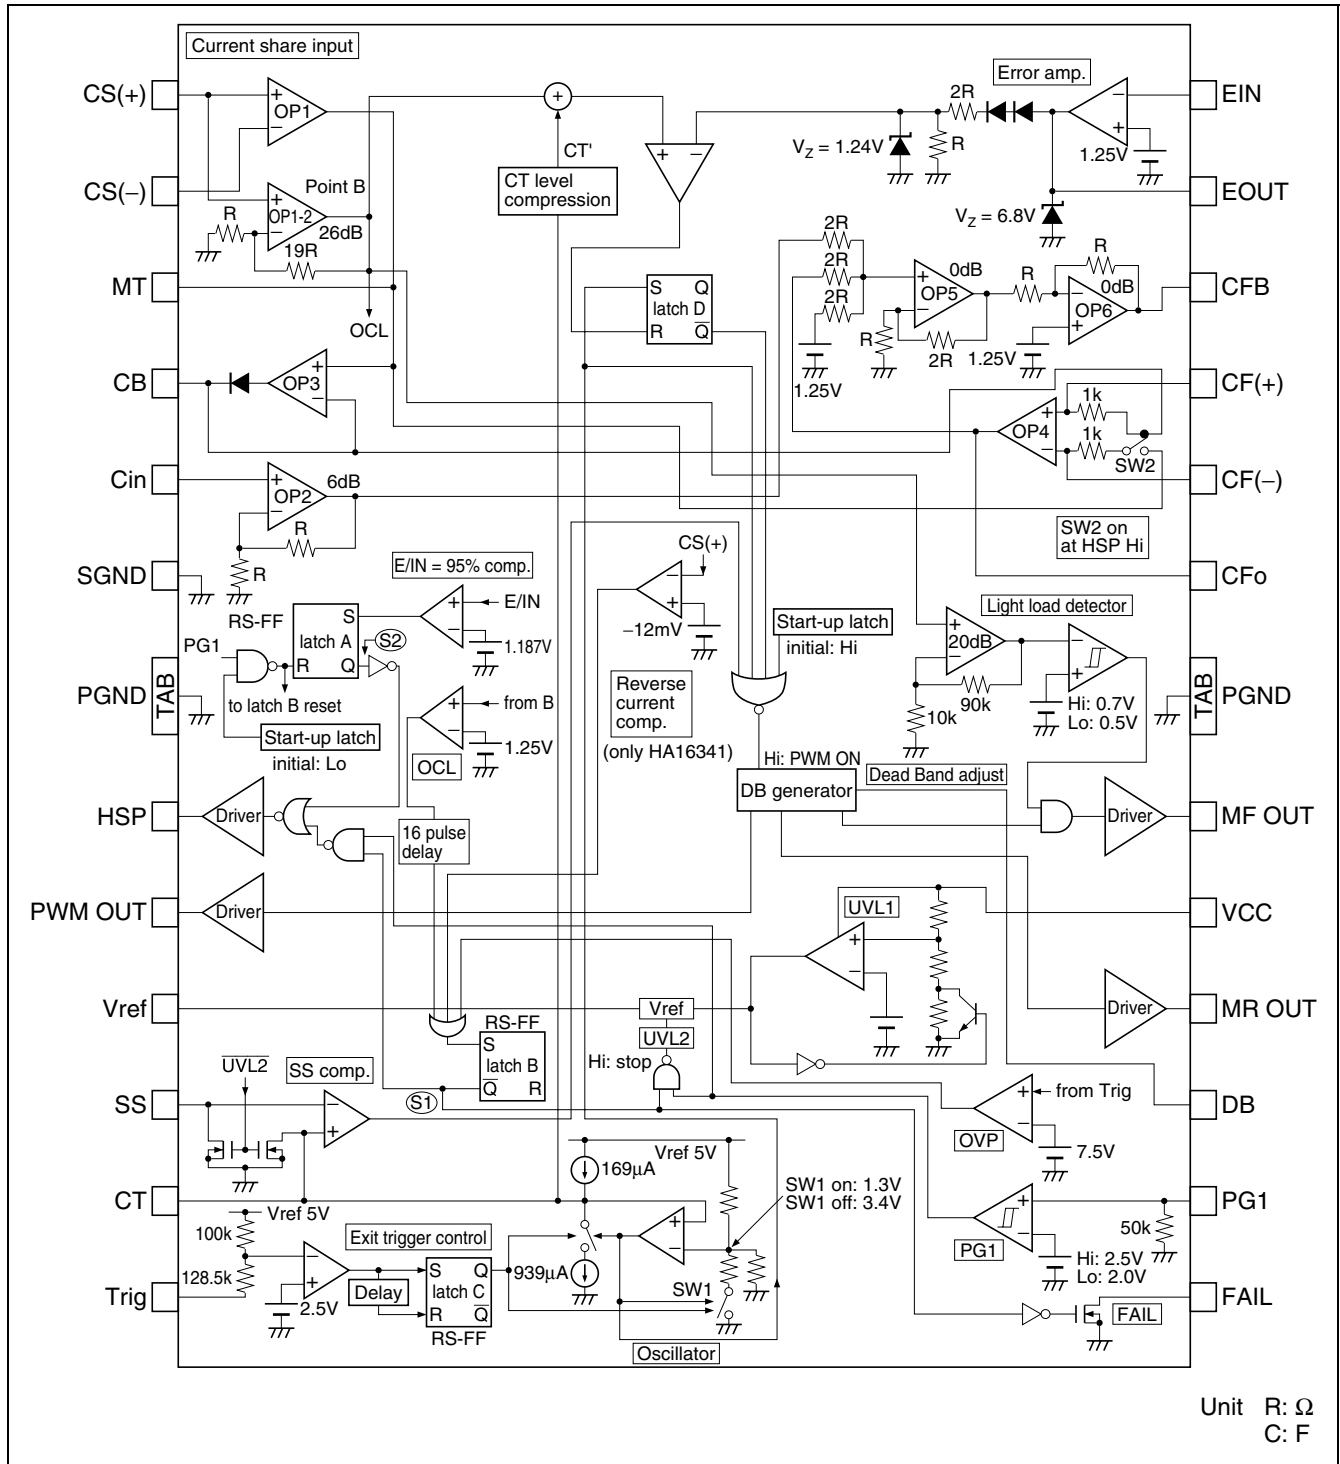 Current share input
CS(+)
OP1
+
−
CS(−)
Point B
OP1-2
+
−
26dB
R
19R
MT
OCL
CT'
CT level
compression
+
+
−
Error amp.
2R
R
VZ = 1.24V
−
+
1.25V
EIN
EOUT
VZ = 6.8V
2R
2R
2R
1.25V
+
−
OP5
0dB
R
2R
R
R
0dB
−
+
OP6
1.25V
CFB
S Q
latch D
R Q
CB
OP3
+
−
CF(+)
1k
1k
+
−
OP4
SW2
CF(−)
SW2 on
at HSP Hi
CFo
Cin
+
−
OP2
6dB
R
R
SGND
E/IN = 95% comp.
E/IN
+
−
1.187V
RS-FF
S
latch A
R Q
S2
PG1
to latch B reset
Start-up latch
initial: Lo
PGND
TAB
from B
+
−
1.25V
OCL
CS(+)
−
+
−12mV
Reverse
current
comp.
(only HA16341)
Start-up latch
initial: Hi
Light load detector
+
−
20dB
90k
10k
−
+
Hi: 0.7V
Lo: 0.5V
TAB
PGND
Hi: PWM ON
DB generator
Dead Band adjust
HSP
Driver
16 pulse
delay
Driver
MF OUT
PWM OUT
Driver
UVL1
+
−
VCC
Vref
Vref
UVL2
Hi: stop
Driver
MR OUT
RS-FF
S
latch B
Q R
S1
UVL2
SS comp.
SS
−
+
+
−
from Trig
OVP
7.5V
DB
CT
Vref 5V
169μA
939μA
Vref 5V
SW1 on: 1.3V
SW1 off: 3.4V
+
−
SW1
Oscillator
+
−
PG1
Hi: 2.5V
Lo: 2.0V
50k
PG1
100k
128.5k
Trig
−
+
2.5V
Exit trigger control
Delay
S Q
latch C
R Q
RS-FF
FAIL
FAIL
Unit R: Ω
C: F